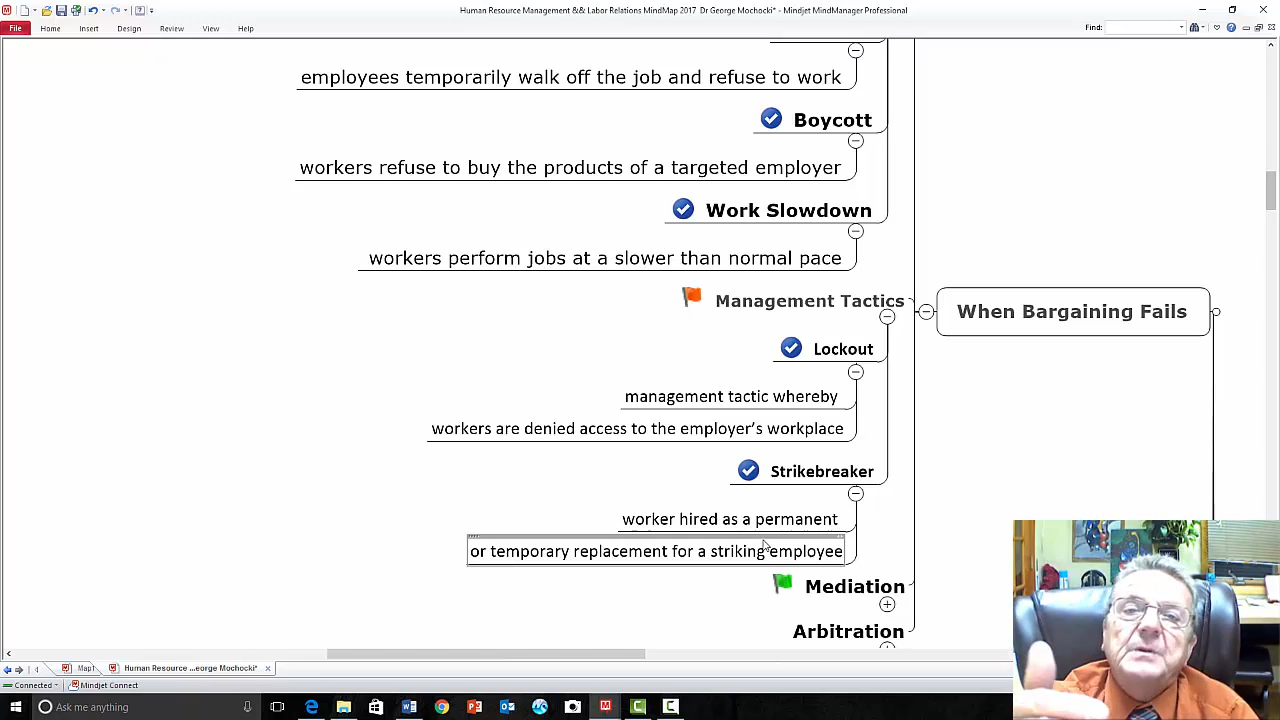 Human Resource Management && Labor Relations MindMap 2017 Dr George Mochocki* - Mindjet MindManager Professional
File Home Insert Design Review View Help Find:
employees temporarily walk off the job and refuse to work
Boycott
workers refuse to buy the products of a targeted employer
Work Slowdown
workers perform jobs at a slower than normal pace
Management Tactics
When Bargaining Fails
Lockout
management tactic whereby
workers are denied access to the employer’s workplace
Strikebreaker
worker hired as a permanent
or temporary replacement for a striking employee
Mediation
Arbitration
Map1 Human Resource ...eorge Mochocki*
Connected Mindjet Connect
Ask me anything